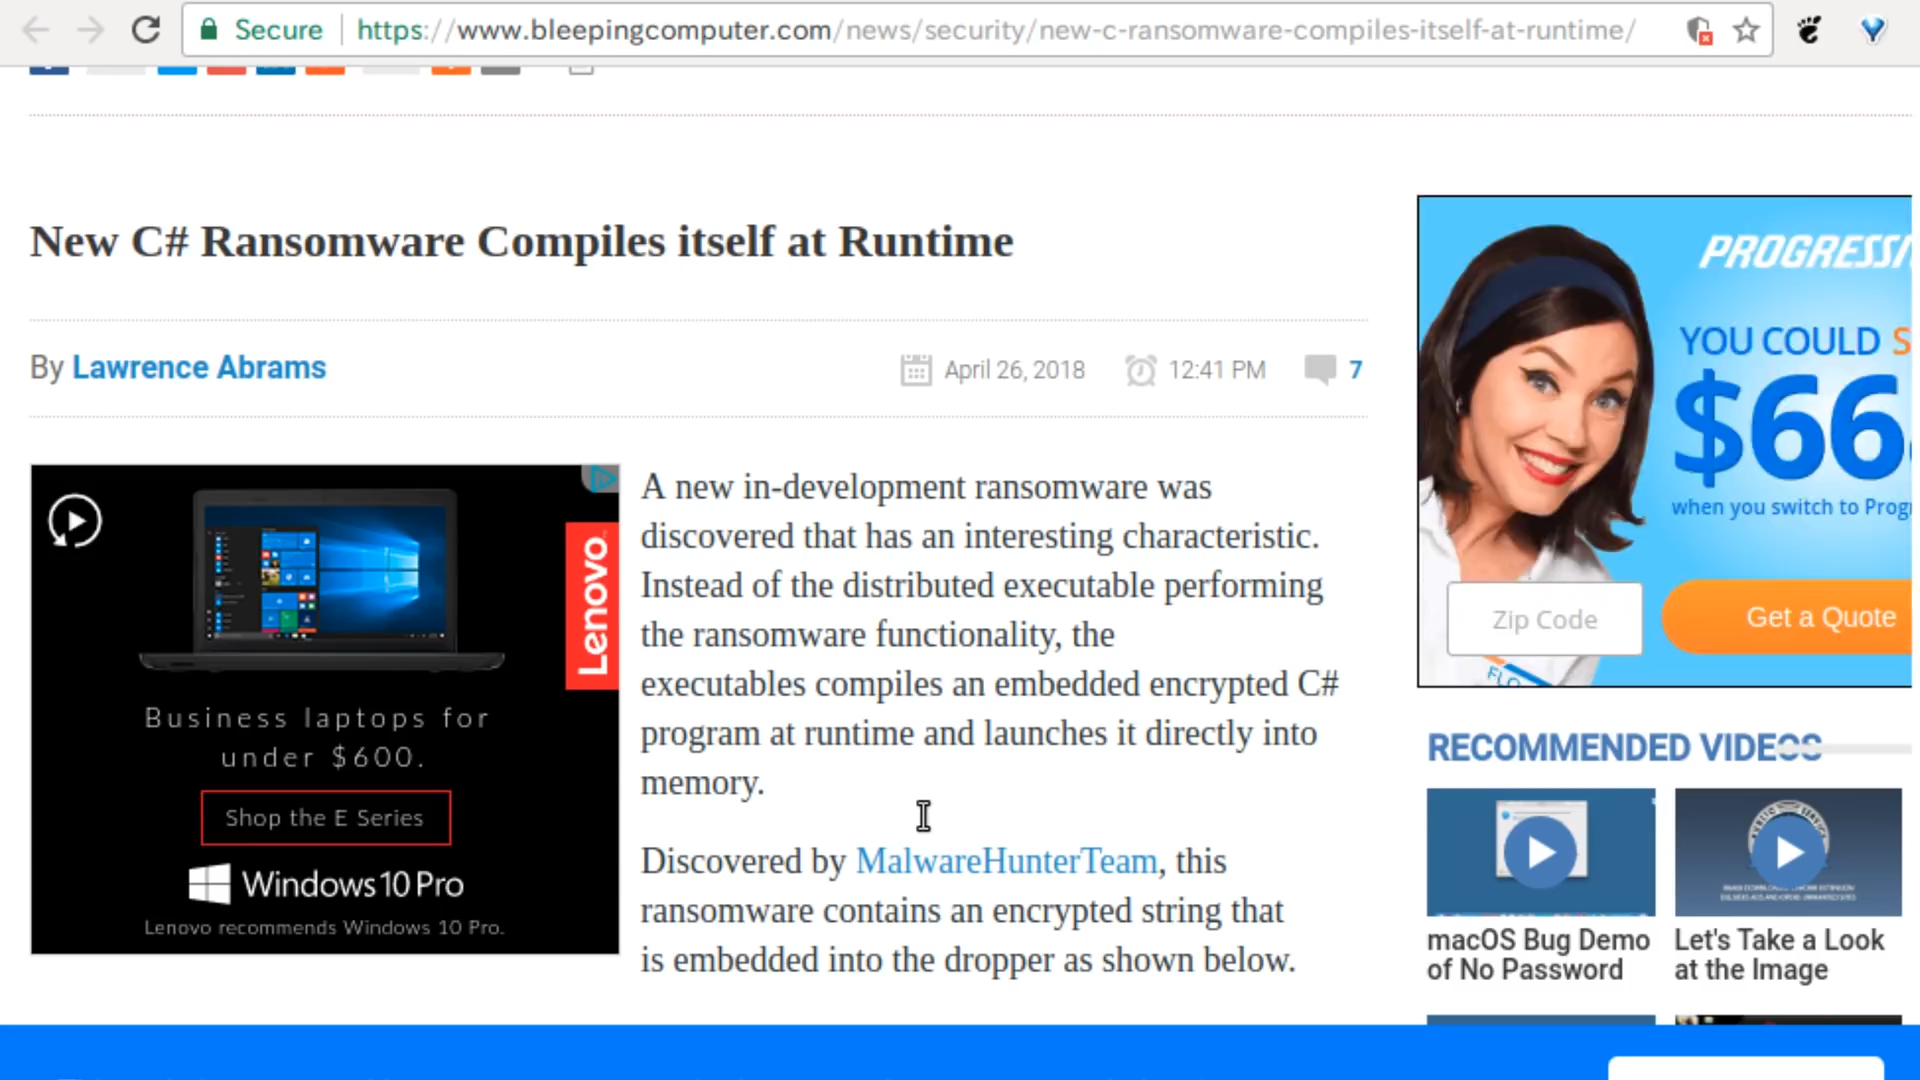 Secure https://www.bleepingcomputer.com/news/security/new-c-ransomware-compiles-itself-at-runtime/
New C# Ransomware Compiles itself at Runtime
By Lawrence Abrams
April 26, 2018
12:41 PM
7
Lenovo
Business laptops for
under $600.
Shop the E Series
Windows 10 Pro
Lenovo recommends Windows 10 Pro.
A new in-development ransomware was
discovered that has an interesting characteristic.
Instead of the distributed executable performing
the ransomware functionality, the
executables compiles an embedded encrypted C#
program at runtime and launches it directly into
memory.
Discovered by MalwareHunterTeam, this
ransomware contains an encrypted string that
is embedded into the dropper as shown below.
PROGRESSI
YOU COULD S
$66
when you switch to Progr
Zip Code
Get a Quote
FLO
RECOMMENDED VIDEOS
macOS Bug Demo
of No Password
Let's Take a Look
at the Image